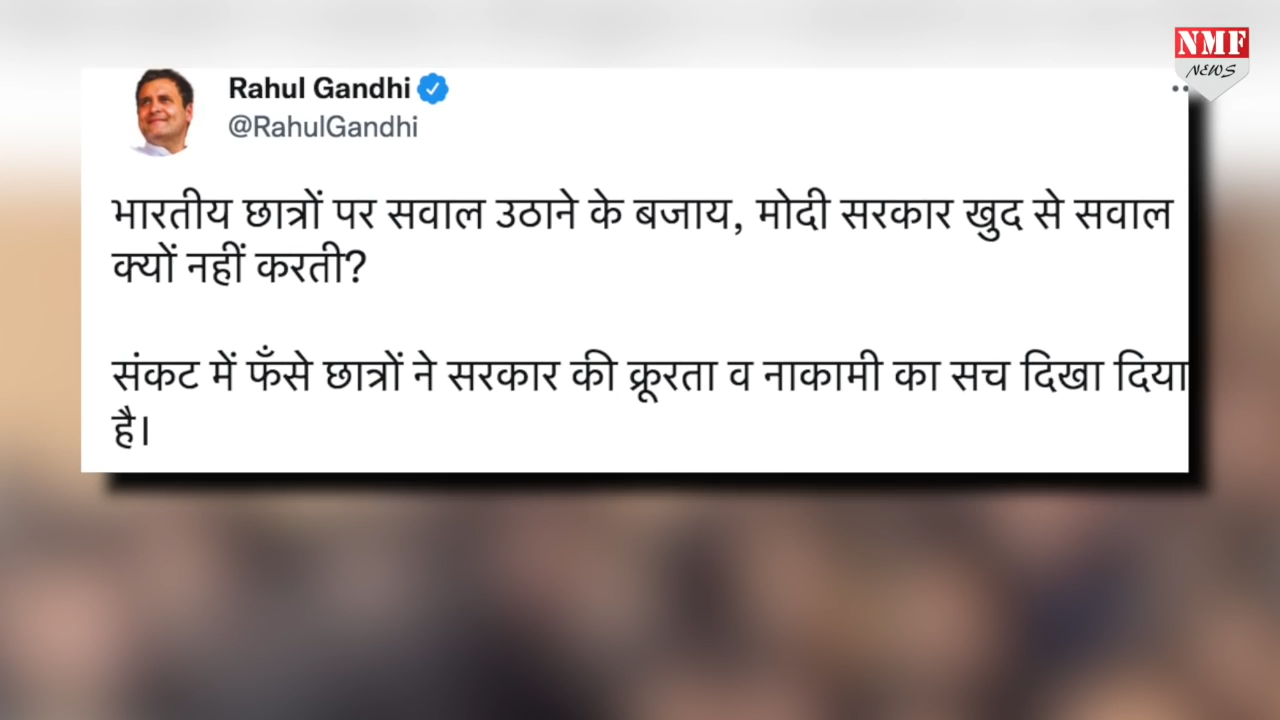 NMF
NEWS
Rahul Gandhi
@RahulGandhi
भारतीय छात्रों पर सवाल उठाने के बजाय, मोदी सरकार खुद से सवाल
क्यों नहीं करती?
संकट में फँसे छात्रों ने सरकार की क्रूरता व नाकामी का सच दिखा दिया
है।